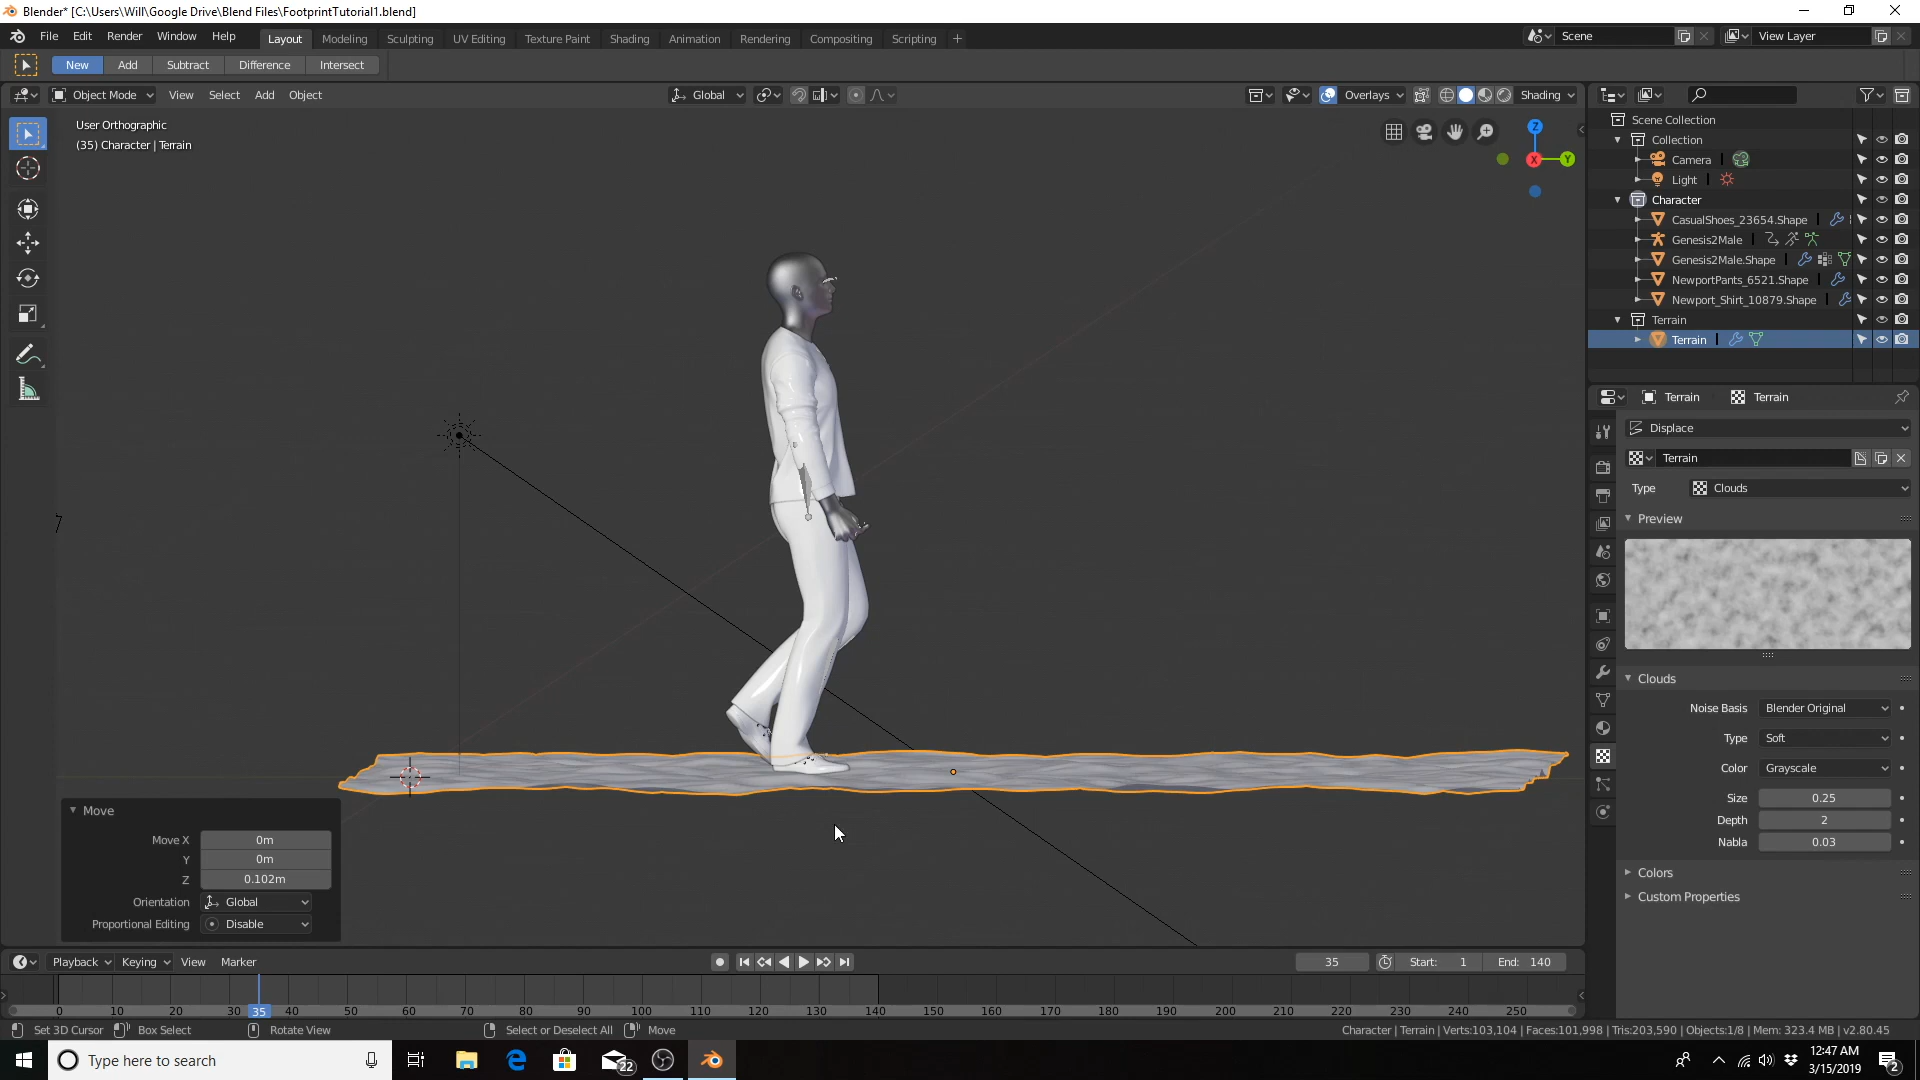 Blender* [C:\Users\Will\Google Drive\Blend Files\FootprintTutorial1.blend]
File Edit Render Window Help Layout Modeling Sculpting UV Editing Texture Paint Shading Animation Rendering Compositing Scripting + Scene View Layer
New Add Subtract Difference Intersect
Object Mode View Select Add Object Global Overlays Shading
User Orthographic
(35) Character | Terrain
Z
X
Y
Scene Collection
Collection
Camera
Light
Character
CasualShoes_23654.Shape
Genesis2Male
Genesis2Male.Shape
NewportPants_6521.Shape
Newport_Shirt_10879.Shape
Terrain
Terrain
Terrain Terrain
Displace
Terrain
Type Clouds
Preview
Clouds
Noise Basis Blender Original
Type Soft
Color Grayscale
Size 0.25
Depth 2
Nabla 0.03
Colors
Custom Properties
Move
Move X 0m
Y 0m
Z 0.102m
Orientation Global
Proportional Editing Disable
Playback Keying View Marker 35 Start: 1 End: 140
0 10 20 30 35 40 50 60 70 80 90 100 110 120 130 140 150 160 170 180 190 200 210 220 230 240 250
Set 3D Cursor Box Select Rotate View Select or Deselect All Move Character | Terrain | Verts:103,104 | Faces:101,998 | Tris:203,590 | Objects:1/8 | Mem: 323.4 MB | v2.80.45
Type here to search 22 12:47 AM
3/15/2019 2